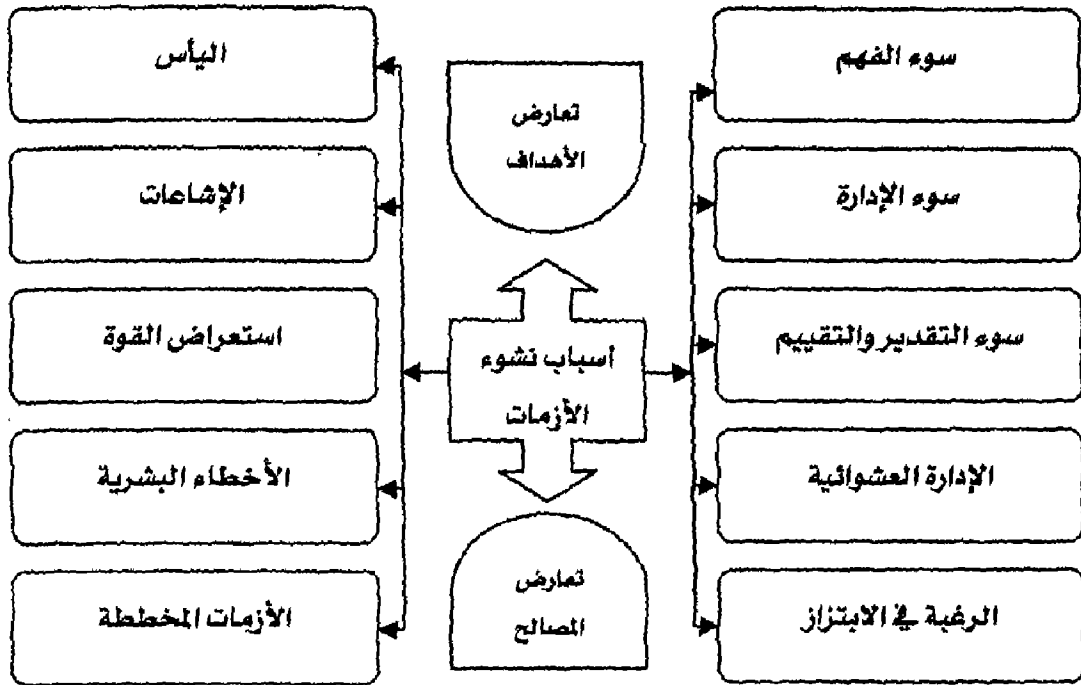 سوء الفهم
سوء الإدارة
سوء التقدير والتقييم
الإدارة العشوائية
الرغبة في الابتزاز
تعارض
الأهداف
أسباب نشوء
الأزمات
تعارض
المصالح
اليأس
الإشاعات
استعراض القوة
الأخطاء البشرية
الأزمات المخططة